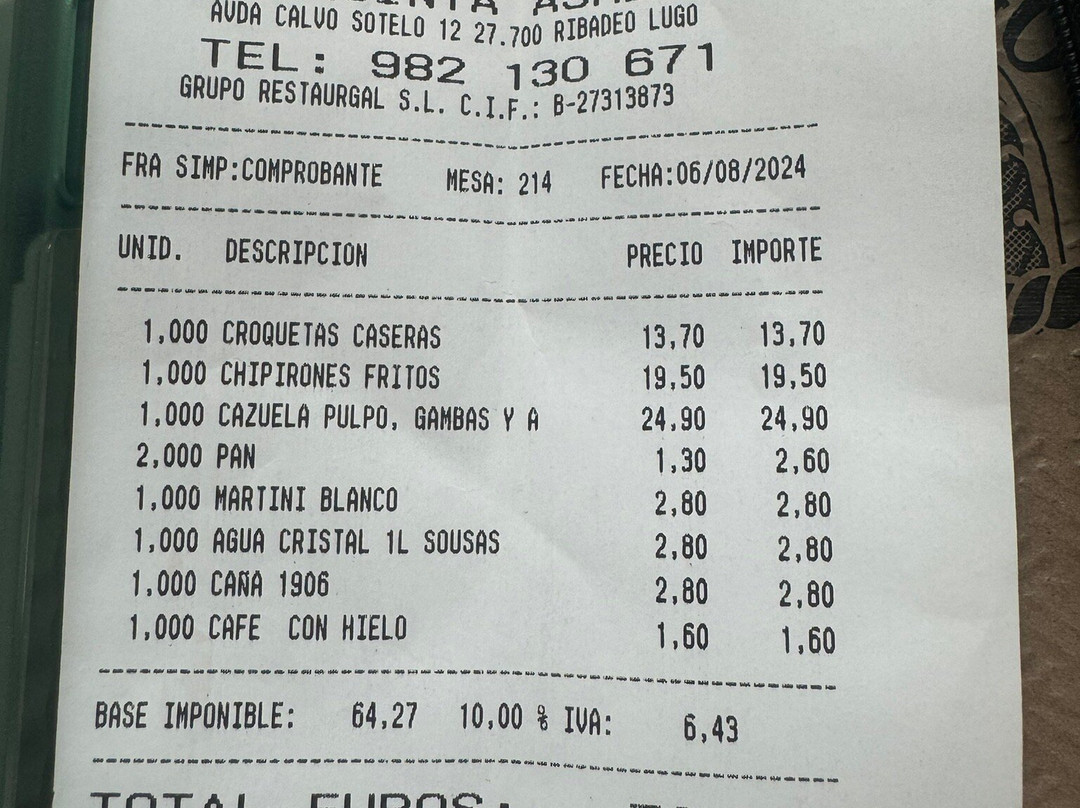 AVDA CALVO SOTELO 12 27.700 RIBADEO LUGO
TEL: 982 130 671
GRUPO RESTAURGAL S.L. C.I.F.: B-27313873
FRA SIMP:COMPROBANTE MESA: 214 FECHA:06/08/2024
UNID. DESCRIPCION PRECIO IMPORTE
1,000 CROQUETAS CASERAS 13,70 13,70
1,000 CHIPIRONES FRITOS 19,50 19,50
1,000 CAZUELA PULPO, GAMBAS Y A 24,90 24,90
2,000 PAN 1,30 2,60
1,000 MARTINI BLANCO 2,80 2,80
1,000 AGUA CRISTAL 1L SOUSAS 2,80 2,80
1,000 CAÑA 1906 2,80 2,80
1,000 CAFE CON HIELO 1,60 1,60
BASE IMPONIBLE: 64,27 10,00 % IVA: 6,43
TOTAL EUROS: